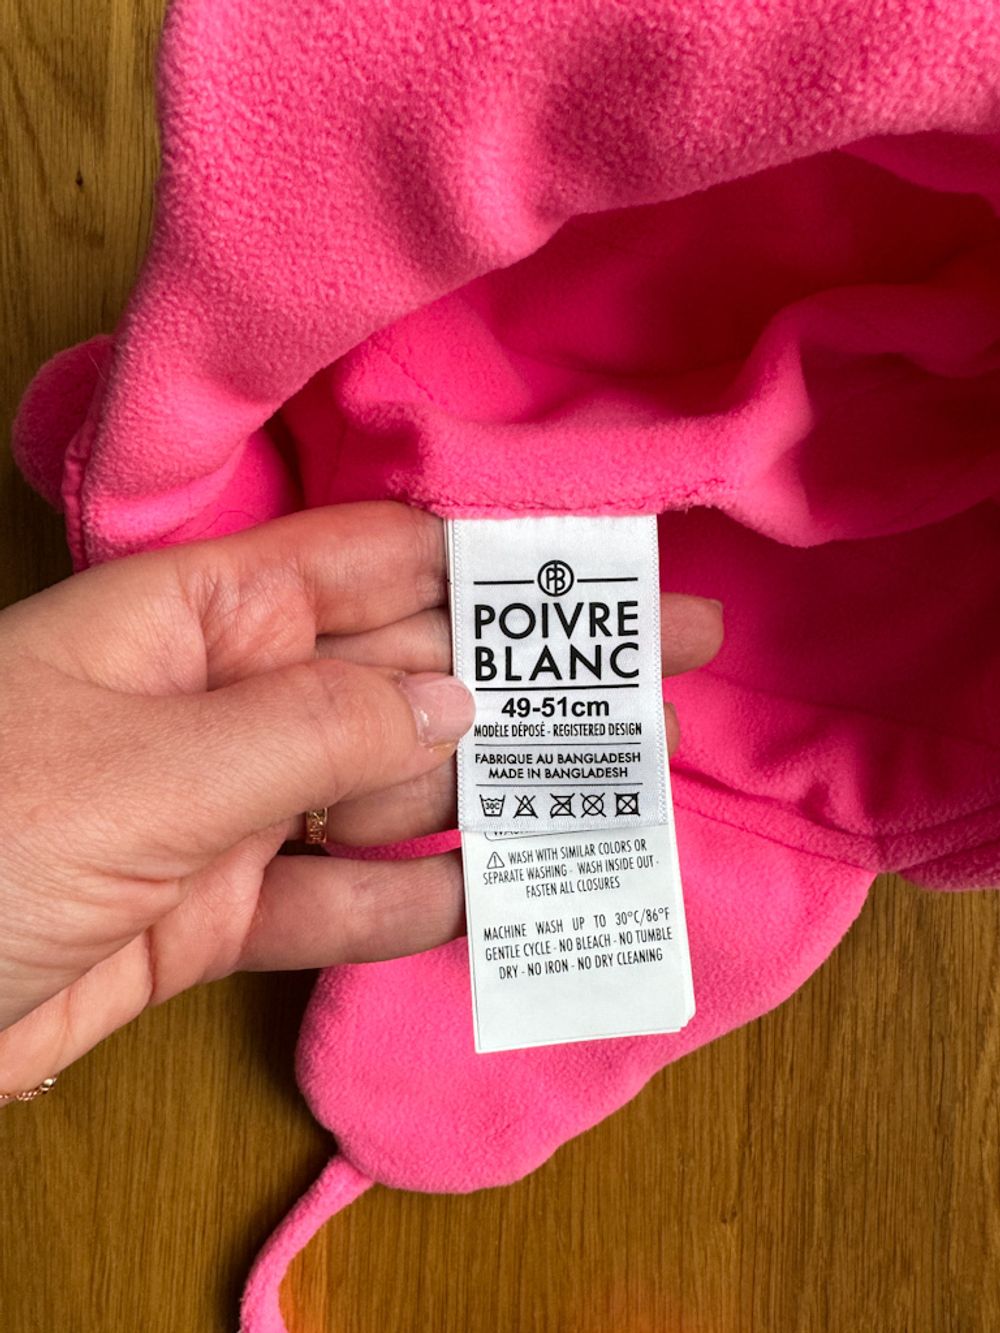 PB
POIVRE
BLANC
49-51cm
MODÈLE DÉPOSÉ - REGISTERED DESIGN
FABRIQUE AU BANGLADESH
MADE IN BANGLADESH
30C
WASH WITH SIMILAR COLORS OR
SEPARATE WASHING - WASH INSIDE OUT -
FASTEN ALL CLOSURES
MACHINE WASH UP TO 30°C/86°F
GENTLE CYCLE - NO BLEACH - NO TUMBLE
DRY - NO IRON - NO DRY CLEANING